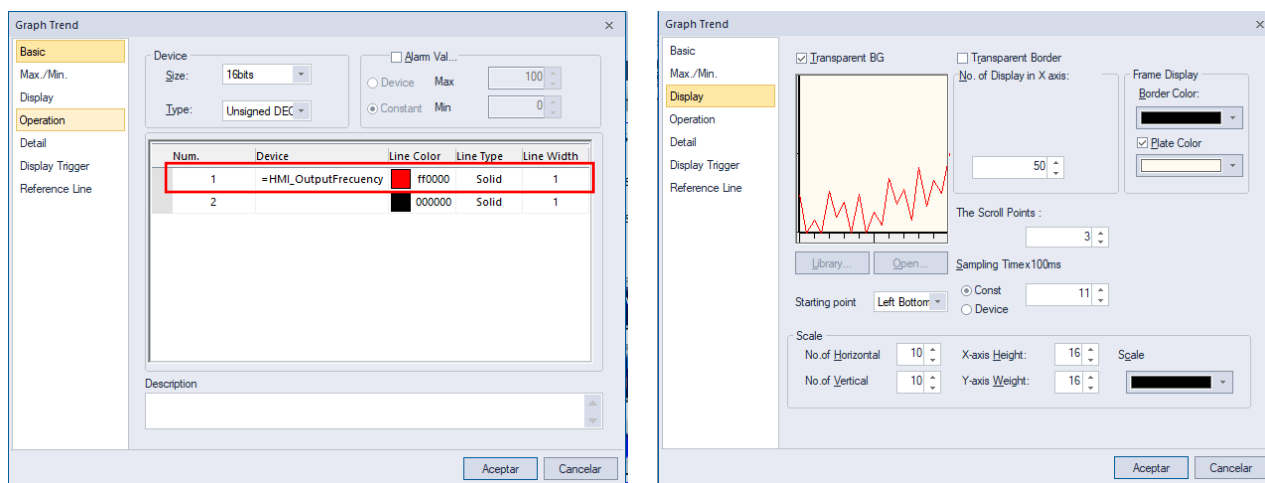 Graph Trend
Basic
Max./Min.
Display
Operation
Detail
Display Trigger
Reference Line
Device
Size: 16bits
Type: Unsigned DEC
Alarm Val...
Device Max 100
Constant Min 0
Num. Device Line Color Line Type Line Width
1 =HMI_OutputFrecuency ff0000 Solid 1
2 000000 Solid 1
Description
Aceptar Cancelar
Graph Trend
Basic
Max./Min.
Display
Operation
Detail
Display Trigger
Reference Line
Transparent BG Transparent Border
No. of Display in X axis:
50
Frame Display
Border Color:
Plate Color
The Scroll Points :
3
Library... Open...
Sampling Timex100ms
Starting point Left Bottom
Const 11
Device
Scale
No.of Horizontal 10 X-axis Height: 16 Scale
No.of Vertical 10 Y-axis Weight: 16
Aceptar Cancelar